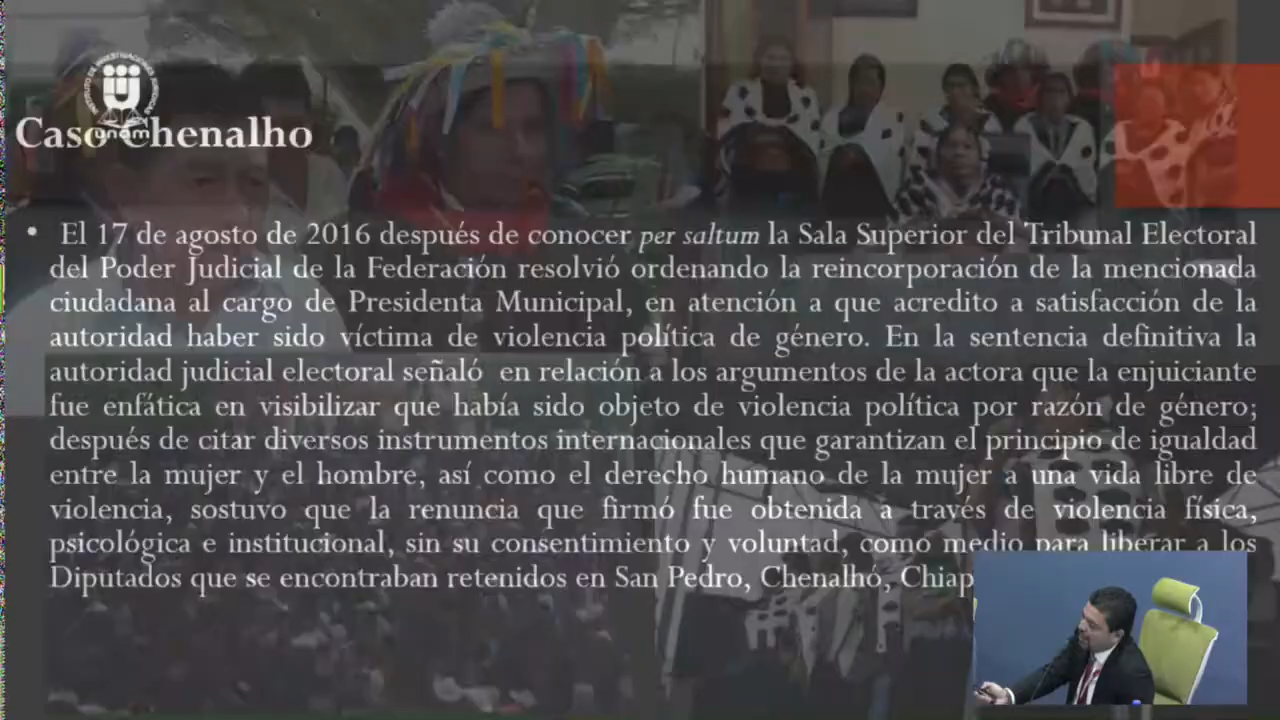 INSTITUTO DE INVESTIGACIONES JURÍDICAS
unam
Caso Chenalho
• El 17 de agosto de 2016 después de conocer per saltum la Sala Superior del Tribunal Electoral
del Poder Judicial de la Federación resolvió ordenando la reincorporación de la mencionada
ciudadana al cargo de Presidenta Municipal, en atención a que acredito a satisfacción de la
autoridad haber sido víctima de violencia política de género. En la sentencia definitiva la
autoridad judicial electoral señaló en relación a los argumentos de la actora que la enjuiciante
fue enfática en visibilizar que había sido objeto de violencia política por razón de género;
después de citar diversos instrumentos internacionales que garantizan el principio de igualdad
entre la mujer y el hombre, así como el derecho humano de la mujer a una vida libre de
violencia, sostuvo que la renuncia que firmó fue obtenida a través de violencia física,
psicológica e institucional, sin su consentimiento y voluntad, como medio para liberar a los
Diputados que se encontraban retenidos en San Pedro, Chenalhó, Chiap